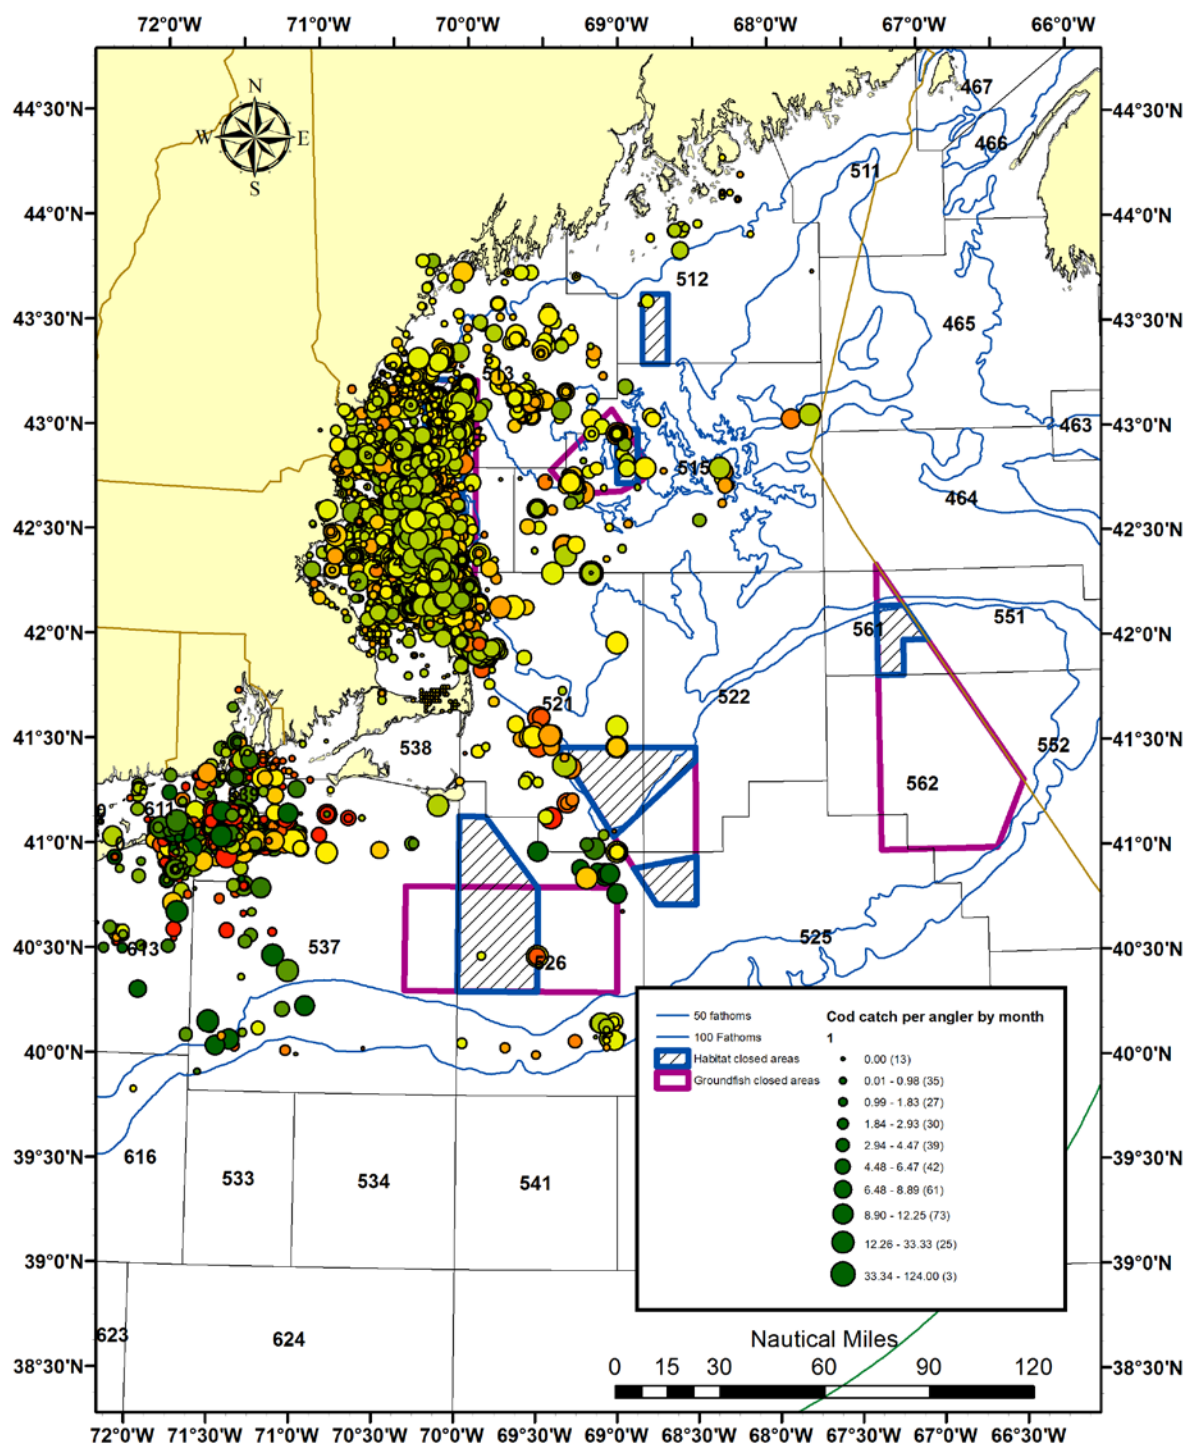 72°0'W 71°0'W 70°0'W 69°0'W 68°0'W 67°0'W 66°0'W
N
W E
S
44°30'N 44°30'N
467
466
511
44°0'N 44°0'N
512
43°30'N 43°30'N
465
513
43°0'N 43°0'N
463
515
464
42°30'N 42°30'N
551
561
42°0'N 42°0'N
522
521
41°30'N 41°30'N
538
552
562
611
41°0'N 41°0'N
537
525
613
526
40°30'N 40°30'N
50 fathoms
100 Fathoms
Habitat closed areas
Groundfish closed areas
Cod catch per angler by month
1
0.00 (13)
0.01 - 0.98 (35)
0.99 - 1.83 (27)
1.84 - 2.93 (30)
2.94 - 4.47 (39)
4.48 - 6.47 (42)
6.48 - 8.89 (61)
8.90 - 12.25 (73)
12.26 - 33.33 (25)
33.34 - 124.00 (3)
40°0'N 40°0'N
39°30'N 39°30'N
616
533
534
541
39°0'N 39°0'N
623
624
38°30'N 38°30'N
Nautical Miles
0 15 30 60 90 120
72°0'W 71°30'W 71°0'W 70°30'W 70°0'W 69°30'W 69°0'W 68°30'W 68°0'W 67°30'W 67°0'W 66°30'W